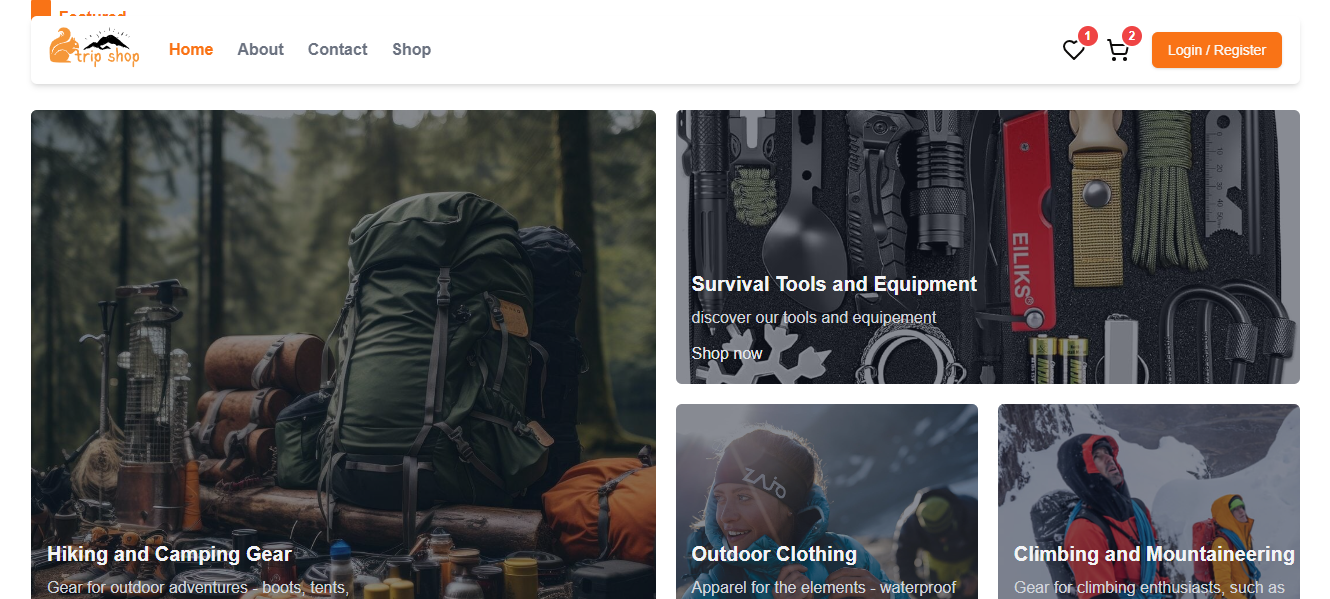 Featured
trip shop
Home
About
Contact
Shop
1
2
Login / Register
EILIKS
Survival Tools and Equipment
discover our tools and equipement
Shop now
ZAJO
Hiking and Camping Gear
Gear for outdoor adventures - boots, tents,
Outdoor Clothing
Apparel for the elements - waterproof
Climbing and Mountaineering
Gear for climbing enthusiasts, such as